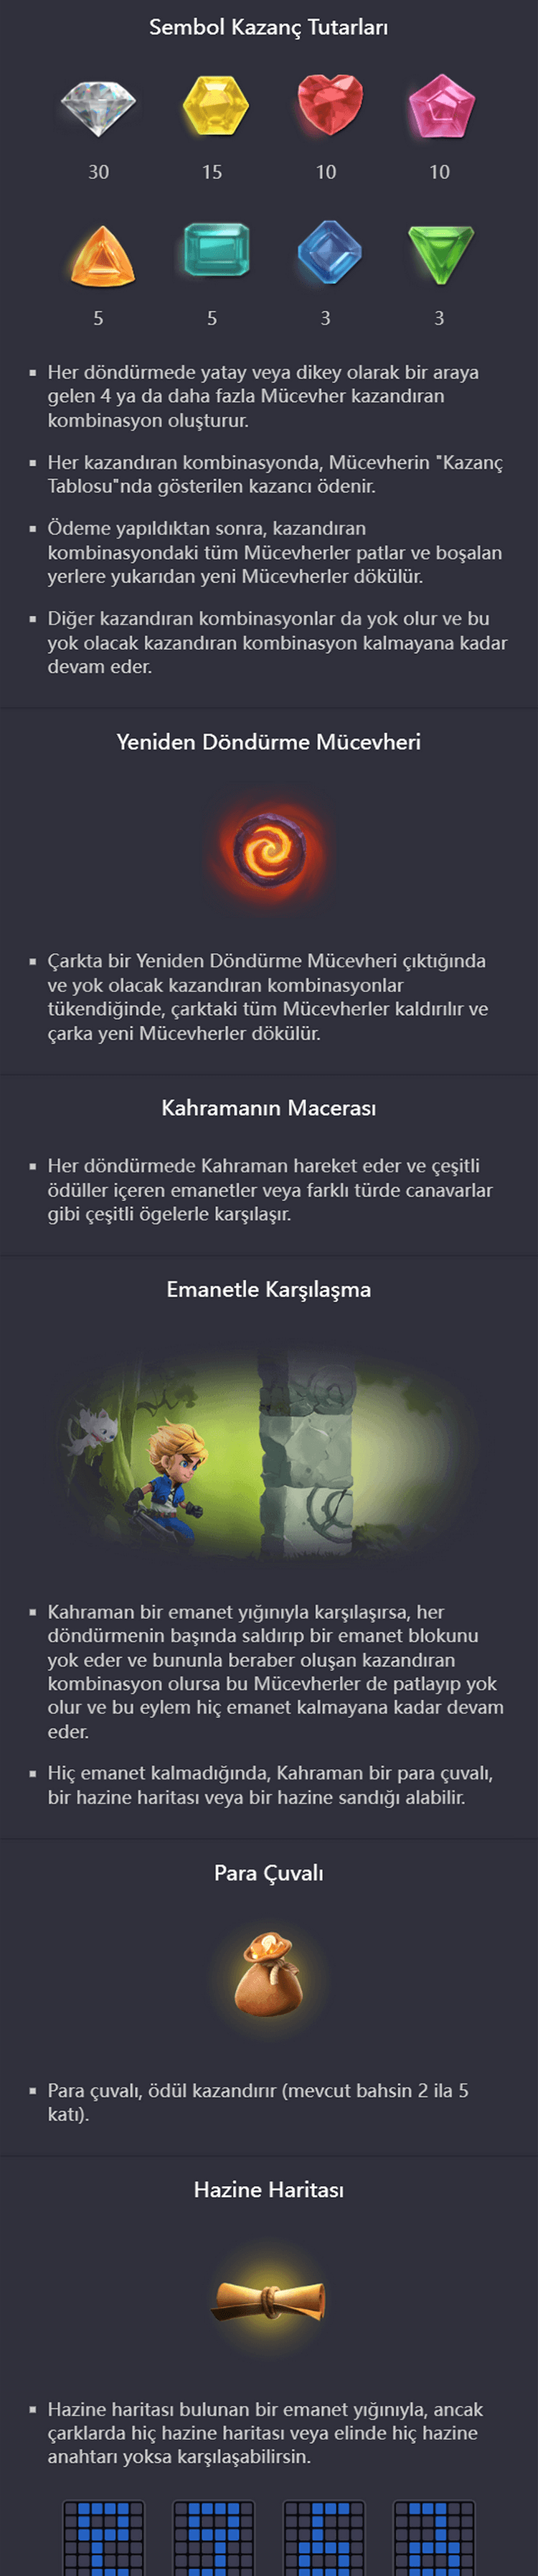 Sembol Kazanç Tutarları
30 15 10 10
5 5 3 3
▪ Her döndürmede yatay veya dikey olarak bir araya
gelen 4 ya da daha fazla Mücevher kazandıran
kombinasyon oluşturur.
▪ Her kazandıran kombinasyonda, Mücevherin "Kazanç
Tablosu"nda gösterilen kazancı ödenir.
▪ Ödeme yapıldıktan sonra, kazandıran
kombinasyondaki tüm Mücevherler patlar ve boşalan
yerlere yukarıdan yeni Mücevherler dökülür.
▪ Diğer kazandıran kombinasyonlar da yok olur ve bu
yok olacak kazandıran kombinasyon kalmayana kadar
devam eder.
Yeniden Döndürme Mücevheri
▪ Çarkta bir Yeniden Döndürme Mücevheri çıktığında
ve yok olacak kazandıran kombinasyonlar
tükendiğinde, çarktaki tüm Mücevherler kaldırılır ve
çarka yeni Mücevherler dökülür.
Kahramanın Macerası
▪ Her döndürmede Kahraman hareket eder ve çeşitli
ödüller içeren emanetler veya farklı türde canavarlar
gibi çeşitli ögelerle karşılaşır.
Emanetle Karşılaşma
▪ Kahraman bir emanet yığınıyla karşılaşırsa, her
döndürmenin başında saldırıp bir emanet blokunu
yok eder ve bununla beraber oluşan kazandıran
kombinasyon olursa bu Mücevherler de patlayıp yok
olur ve bu eylem hiç emanet kalmayana kadar devam
eder.
▪ Hiç emanet kalmadığında, Kahraman bir para çuvalı,
bir hazine haritası veya bir hazine sandığı alabilir.
Para Çuvalı
▪ Para çuvalı, ödül kazandırır (mevcut bahsin 2 ila 5
katı).
Hazine Haritası
▪ Hazine haritası bulunan bir emanet yığınıyla, ancak
çarklarda hiç hazine haritası veya elinde hiç hazine
anahtarı yoksa karşılaşabilirsin.